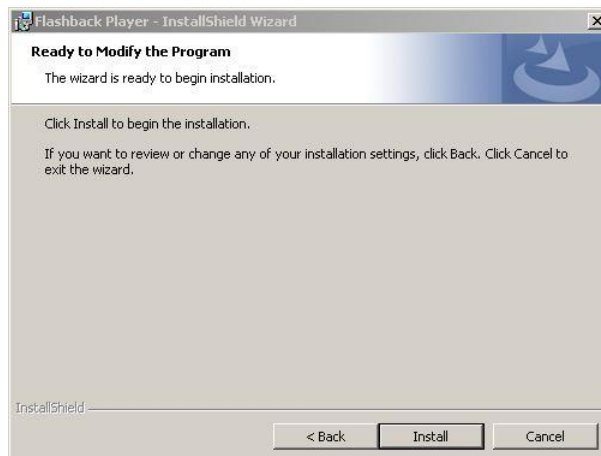 Flashback Player - InstallShield Wizard
Ready to Modify the Program
The wizard is ready to begin installation.
Click Install to begin the installation.
If you want to review or change any of your installation settings, click Back. Click Cancel to
exit the wizard.
InstallShield
< Back
Install
Cancel